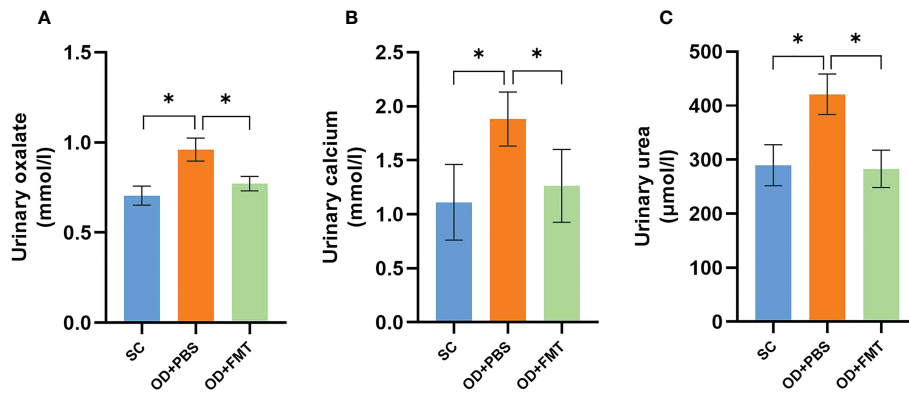 A
Urinary oxalate
(mmol/l)
1.5
1.0
0.5
0.0
* *
SC
OD+PBS
OD+FMT
B
Urinary calcium
(mmol/l)
2.5
2.0
1.5
1.0
0.5
0.0
* *
SC
OD+PBS
OD+FMT
C
Urinary urea
(μmol/l)
500
400
300
200
100
0
* *
SC
OD+PBS
OD+FMT